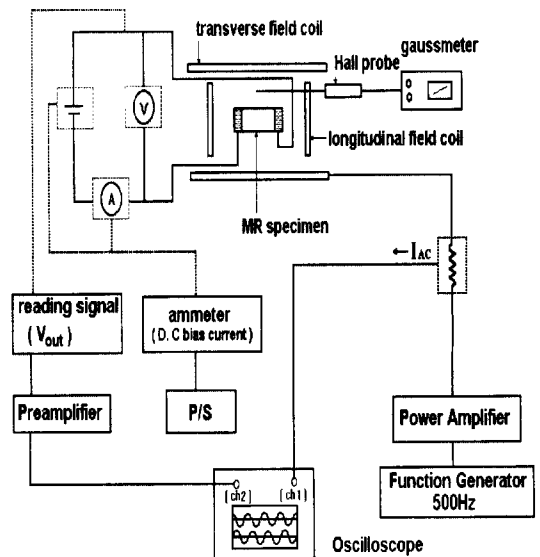 transverse field coil
gaussmeter
Hall probe
V
longitudinal field coil
A
MR specimen
← I AC
reading signal
( Vout )
ammeter
( D. C bias current )
Preamplifier
P/S
Power Amplifier
Function Generator
500Hz
( ch2 )
( ch1 )
Oscilloscope